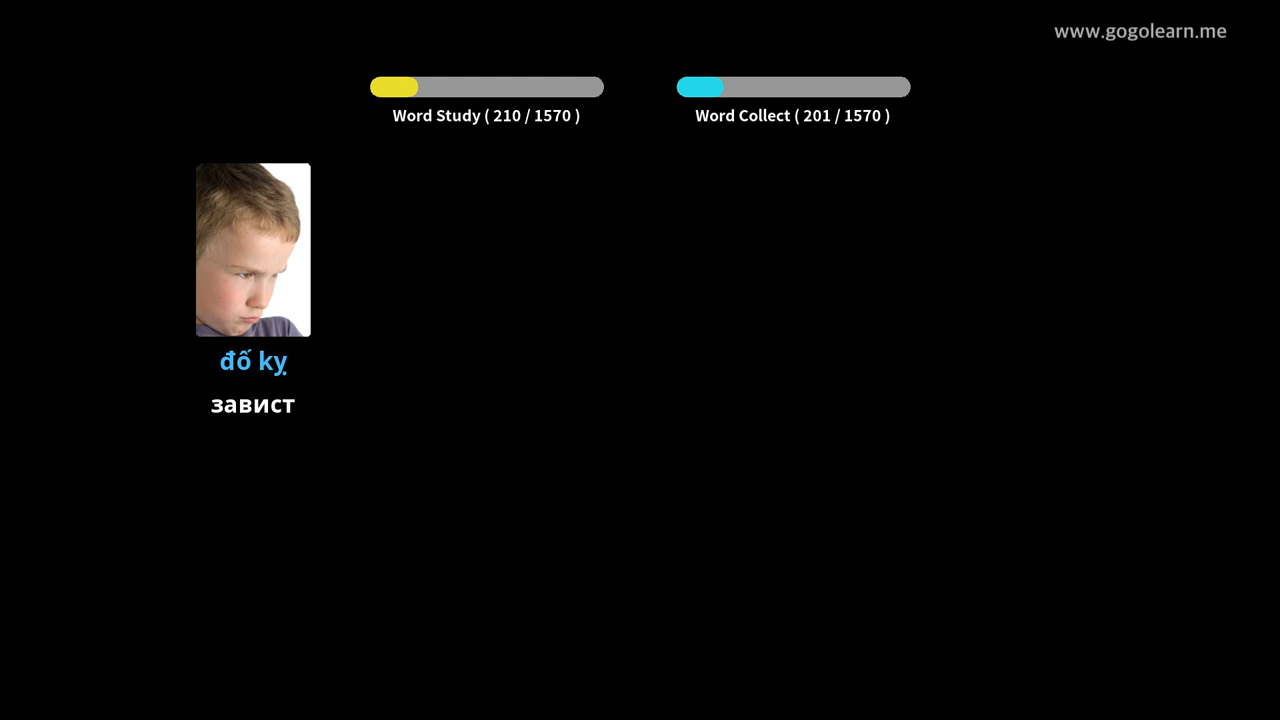 www.gogolearn.me
Word Study ( 210 / 1570 )
Word Collect ( 201 / 1570 )
đố kỵ
завист